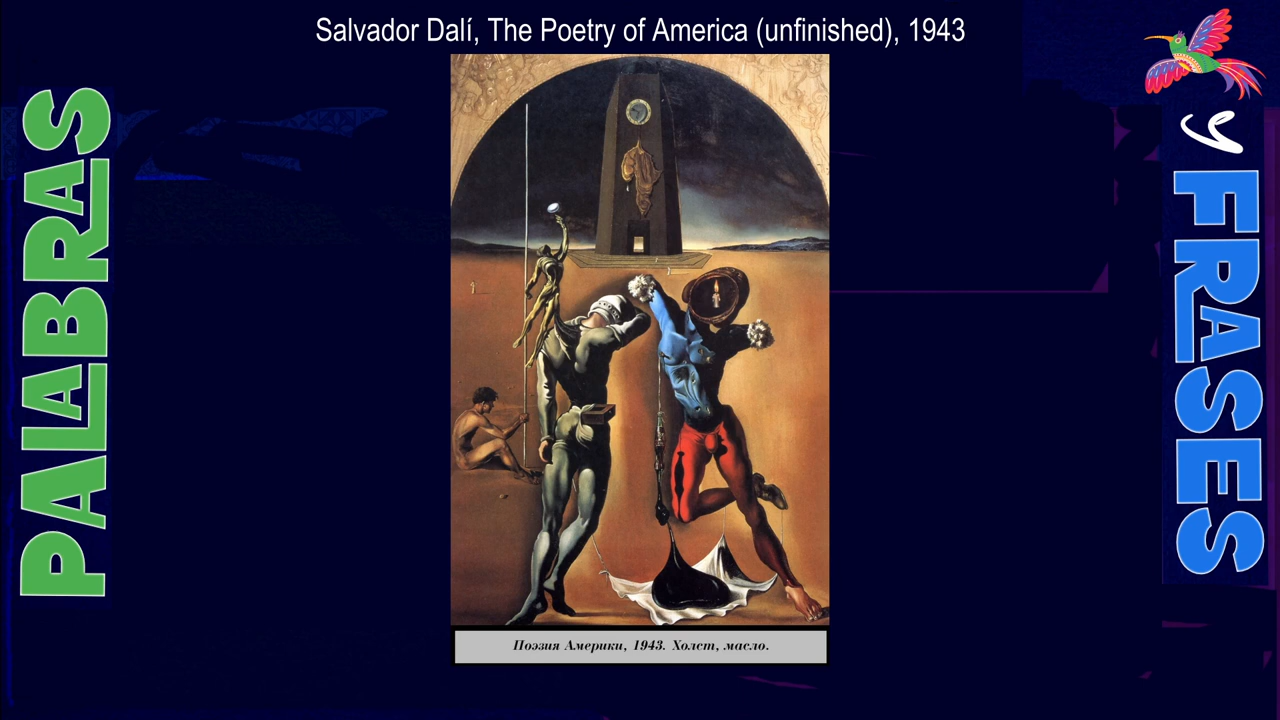 Salvador Dalí, The Poetry of America (unfinished), 1943
PALABRAS
y
FRASES
Поэзия Америки, 1943. Холст, масло.